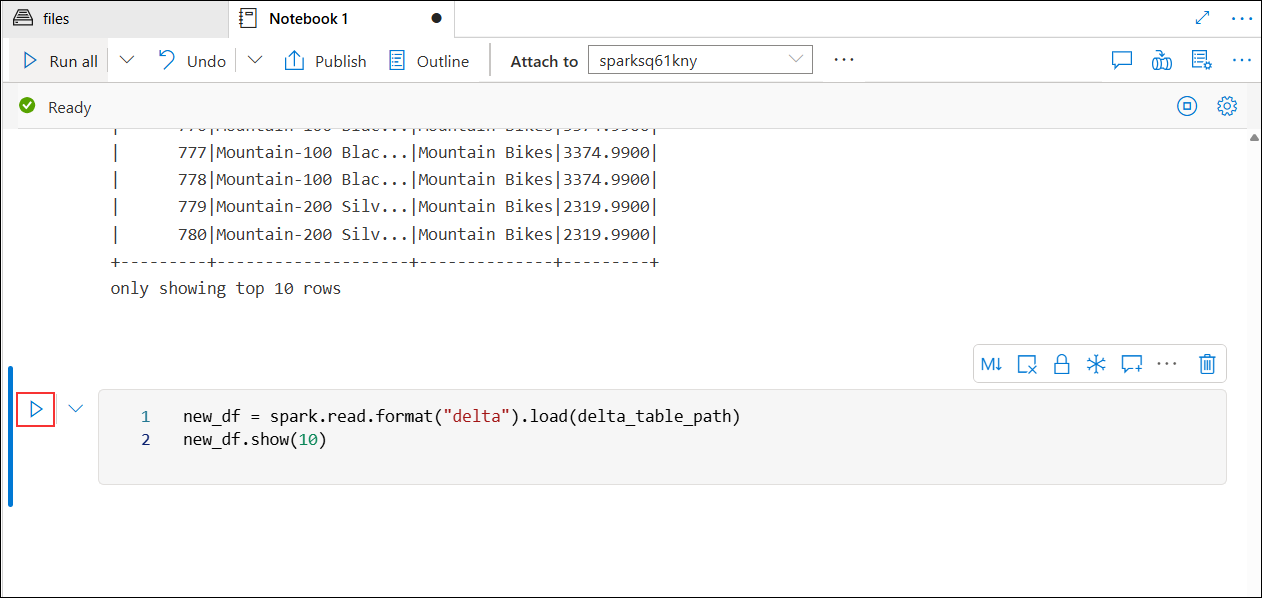 files
Notebook 1
Run all
Undo
Publish
Outline
Attach to
sparksq61kny
Ready
| 776|Mountain-100 Blac...|Mountain Bikes|3374.9900|
| 777|Mountain-100 Blac...|Mountain Bikes|3374.9900|
| 778|Mountain-100 Blac...|Mountain Bikes|3374.9900|
| 779|Mountain-200 Silv...|Mountain Bikes|2319.9900|
| 780|Mountain-200 Silv...|Mountain Bikes|2319.9900|
+---------+--------------------+--------------+---------+
only showing top 10 rows
M↓
1 new_df = spark.read.format("delta").load(delta_table_path)
2 new_df.show(10)